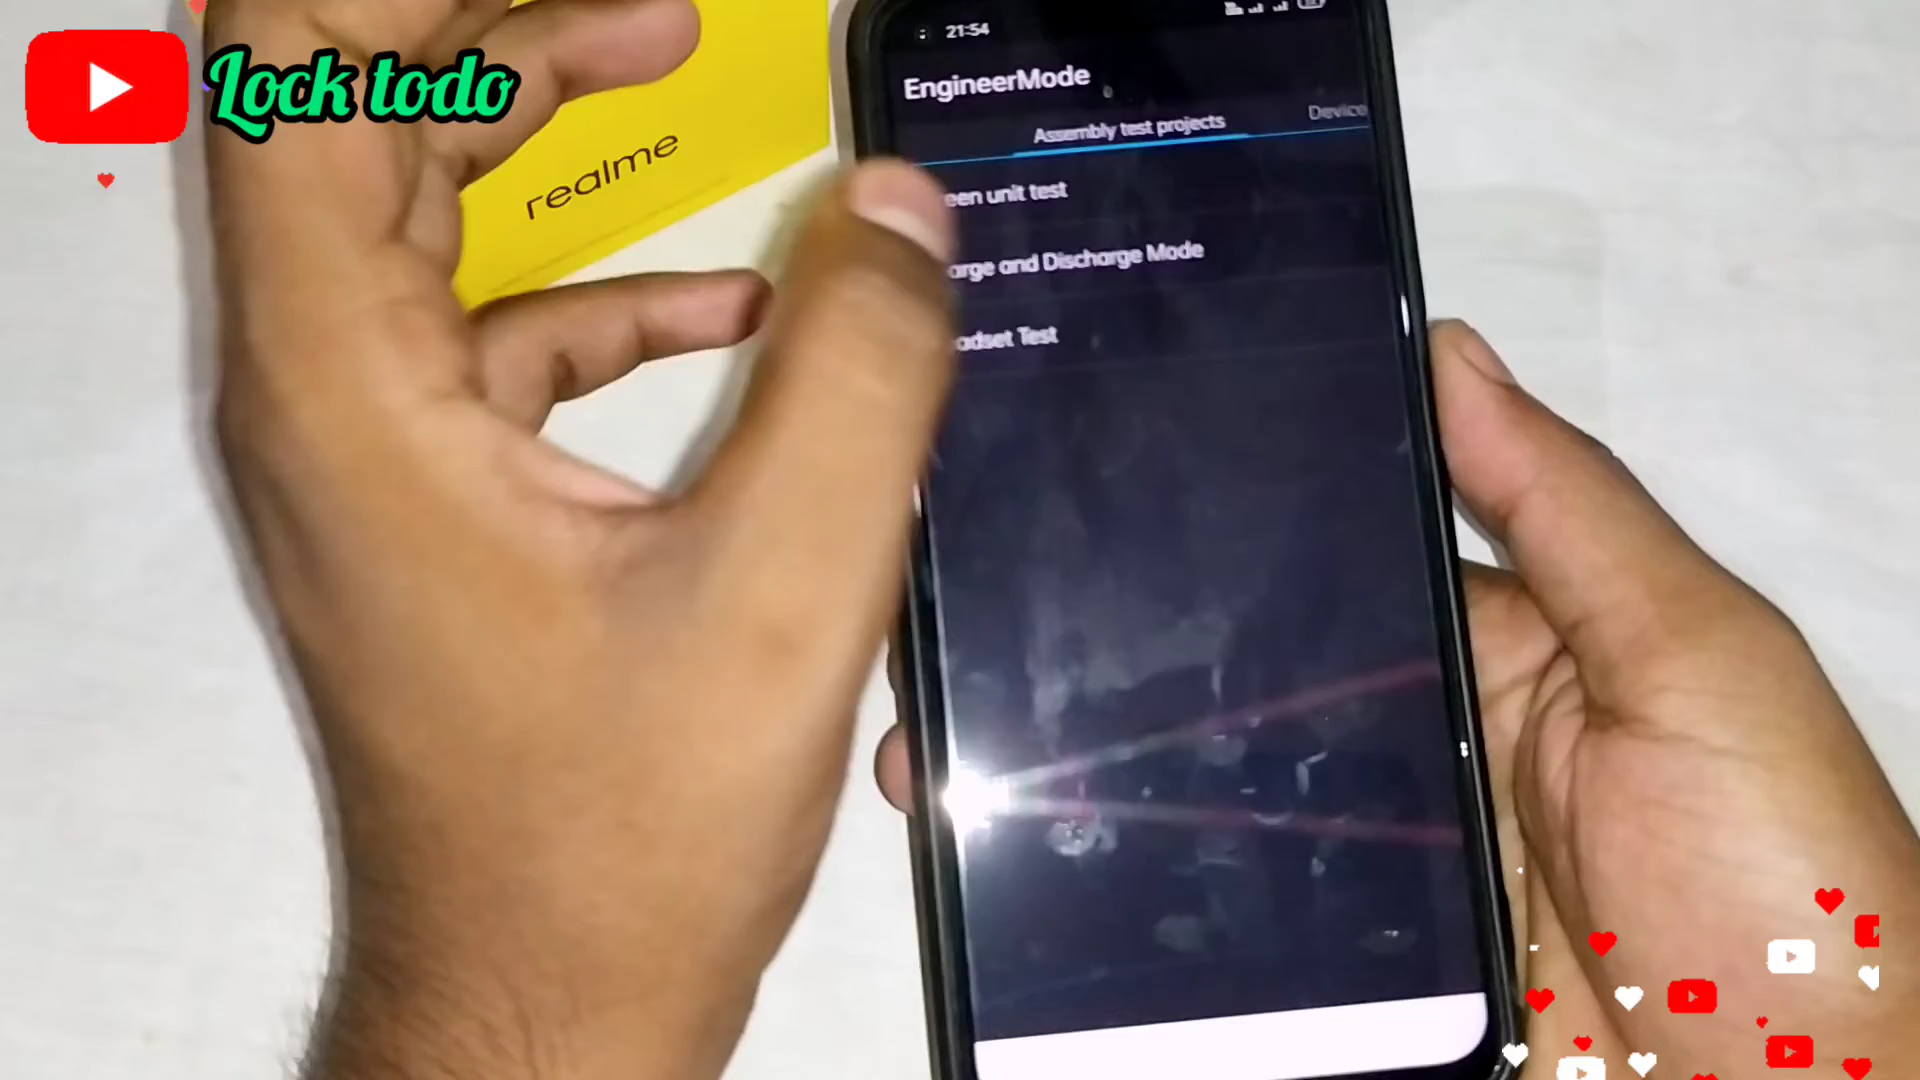 Lock todo
realme
21:54
EngineerMode
Assembly test projects
Device
een unit test
arge and Discharge Mode
adset Test